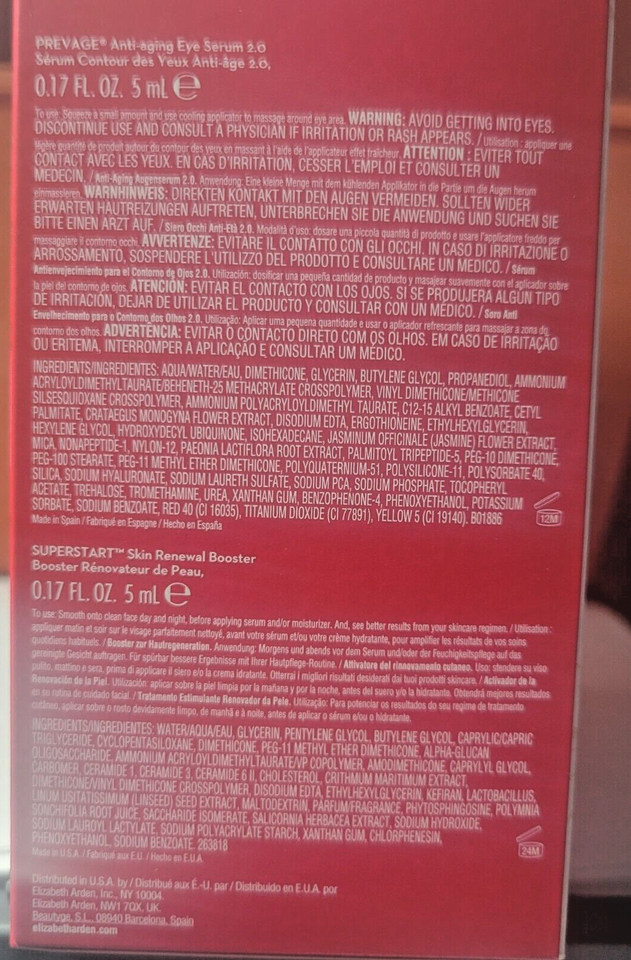 PREVAGE® Anti-aging Eye Serum 2.0
Sérum Contour des Yeux Anti-âge 2.0,
0.17 FL. OZ. 5 mL ℮
To use: Squeeze a small amount and use cooling applicator to massage around eye area. WARNING: AVOID GETTING INTO EYES.
DISCONTINUE USE AND CONSULT A PHYSICIAN IF IRRITATION OR RASH APPEARS. / Utilisation : appliquer une
légère quantité de produit autour du contour des yeux en massant à l'aide de l'applicateur effet fraîcheur. ATTENTION : ÉVITER TOUT
CONTACT AVEC LES YEUX. EN CAS D'IRRITATION, CESSER L'EMPLOI ET CONSULTER UN
MÉDECIN. / Anti-Aging Augenserum 2.0. Anwendung: Eine kleine Menge mit dem kühlenden Applikator in die Partie um die Augen herum
einmassieren. WARNHINWEIS: DIREKTEN KONTAKT MIT DEN AUGEN VERMEIDEN. SOLLTEN WIDER
ERWARTEN HAUTREIZUNGEN AUFTRETEN, UNTERBRECHEN SIE DIE ANWENDUNG UND SUCHEN SIE
BITTE EINEN ARZT AUF. / Siero Occhi Anti-Età 2.0. Modalità d'uso: dosare una piccola quantità di prodotto e usare l'applicatore freddo per
massaggiare il contorno occhi. AVVERTENZE: EVITARE IL CONTATTO CON GLI OCCHI. IN CASO DI IRRITAZIONE O
ARROSSAMENTO, SOSPENDERE L'UTILIZZO DEL PRODOTTO E CONSULTARE UN MEDICO. / Sérum
Antienvejecimiento para el Contorno de Ojos 2.0. Utilización: dosificar una pequeña cantidad de producto y masajear suavemente con el aplicador sobre
la piel del contorno de ojos. ATENCIÓN: EVITAR EL CONTACTO CON LOS OJOS. SI SE PRODUJERA ALGÚN TIPO
DE IRRITACIÓN, DEJAR DE UTILIZAR EL PRODUCTO Y CONSULTAR CON UN MÉDICO. / Soro Anti
Envelhecimento para o Contorno dos Olhos 2.0. Utilização: Aplicar uma pequena quantidade e usar o aplicador refrescante para massajar a zona do
contorno dos olhos. ADVERTÊNCIA: EVITAR O CONTACTO DIRETO COM OS OLHOS. EM CASO DE IRRITAÇÃO
OU ERITEMA, INTERROMPER A APLICAÇÃO E CONSULTAR UM MÉDICO.
INGREDIENTS/INGREDIENTES: AQUA/WATER/EAU, DIMETHICONE, GLYCERIN, BUTYLENE GLYCOL, PROPANEDIOL, AMMONIUM
ACRYLOYLDIMETHYLTAURATE/BEHENETH-25 METHACRYLATE CROSSPOLYMER, VINYL DIMETHICONE/METHICONE
SILSESQUIOXANE CROSSPOLYMER, AMMONIUM POLYACRYLOYLDIMETHYL TAURATE, C12-15 ALKYL BENZOATE, CETYL
PALMITATE, CRATAEGUS MONOGYNA FLOWER EXTRACT, DISODIUM EDTA, ERGOTHIONEINE, ETHYLHEXYLGLYCERIN,
HEXYLENE GLYCOL, HYDROXYDECYL UBIQUINONE, ISOHEXADECANE, JASMINUM OFFICINALE (JASMINE) FLOWER EXTRACT,
MICA, NONAPEPTIDE-1, NYLON-12, PAEONIA LACTIFLORA ROOT EXTRACT, PALMITOYL TRIPEPTIDE-5, PEG-10 DIMETHICONE,
PEG-100 STEARATE, PEG-11 METHYL ETHER DIMETHICONE, POLYQUATERNIUM-51, POLYSILICONE-11, POLYSORBATE 40,
SILICA, SODIUM HYALURONATE, SODIUM LAURETH SULFATE, SODIUM PCA, SODIUM PHOSPHATE, TOCOPHERYL
ACETATE, TREHALOSE, TROMETHAMINE, UREA, XANTHAN GUM, BENZOPHENONE-4, PHENOXYETHANOL, POTASSIUM
SORBATE, SODIUM BENZOATE, RED 40 (CI 16035), TITANIUM DIOXIDE (CI 77891), YELLOW 5 (CI 19140). B01886
12M
Made in Spain / Fabriqué en Espagne / Hecho en España
SUPERSTART™ Skin Renewal Booster
Booster Rénovateur de Peau,
0.17 FL. OZ. 5 mL ℮
To use: Smooth onto clean face day and night, before applying serum and/or moisturizer. And, see better results from your skincare regimen. / Utilisation :
appliquer matin et soir sur le visage parfaitement nettoyé, avant votre sérum et/ou votre crème hydratante, pour amplifier les résultats de vos soins
quotidiens habituels. / Booster zur Hautregeneration. Anwendung: Morgens und abends vor dem Serum und/oder der Feuchtigkeitspflege auf das
gereinigte Gesicht auftragen. Für spürbar bessere Ergebnisse mit Ihrer Hautpflege-Routine. / Attivatore del rinnovamento cutaneo. Uso: stendere su viso
pulito, mattino e sera, prima di applicare il siero e/o la crema idratante. Otterrai i migliori risultati desiderati dai tuoi prodotti skincare. / Activador de la
Renovación de la Piel. Utilización: aplicar sobre la piel limpia por la mañana y por la noche, antes del suero y/o la hidratante. Obtendrá mejores resultados
en su rutina de cuidado facial. / Tratamento Estimulante Renovador da Pele. Utilização: Para potenciar os resultados do seu regime de tratamento
cutâneo, aplicar sobre o rosto devidamente limpo, de manhã e à noite, antes de aplicar o sérum e/ou o hidratante.
INGREDIENTS/INGREDIENTES: WATER/AQUA/EAU, GLYCERIN, PENTYLENE GLYCOL, BUTYLENE GLYCOL, CAPRYLIC/CAPRIC
TRIGLYCERIDE, CYCLOPENTASILOXANE, DIMETHICONE, PEG-11 METHYL ETHER DIMETHICONE, ALPHA-GLUCAN
OLIGOSACCHARIDE, AMMONIUM ACRYLOYLDIMETHYLTAURATE/VP COPOLYMER, AMODIMETHICONE, CAPRYLYL GLYCOL,
CARBOMER, CERAMIDE 1, CERAMIDE 3, CERAMIDE 6 II, CHOLESTEROL, CRITHMUM MARITIMUM EXTRACT,
DIMETHICONE/VINYL DIMETHICONE CROSSPOLYMER, DISODIUM EDTA, ETHYLHEXYLGLYCERIN, KEFIRAN, LACTOBACILLUS,
LINUM USITATISSIMUM (LINSEED) SEED EXTRACT, MALTODEXTRIN, PARFUM/FRAGRANCE, PHYTOSPHINGOSINE, POLYMNIA
SONCHIFOLIA ROOT JUICE, SACCHARIDE ISOMERATE, SALICORNIA HERBACEA EXTRACT, SODIUM HYDROXIDE,
SODIUM LAUROYL LACTYLATE, SODIUM POLYACRYLATE STARCH, XANTHAN GUM, CHLORPHENESIN,
PHENOXYETHANOL, SODIUM BENZOATE. 263818
24M
Made in U.S.A. / Fabriqué aux E.U. / Hecho en E.U.A.
Distributed in U.S.A. by / Distribué aux É.-U. par / Distribuido en E.U.A. por
Elizabeth Arden, Inc., NY 10004.
Elizabeth Arden, NW1 7QX, UK.
Beautyge, S.L., 08940 Barcelona, Spain
elizabetharden.com